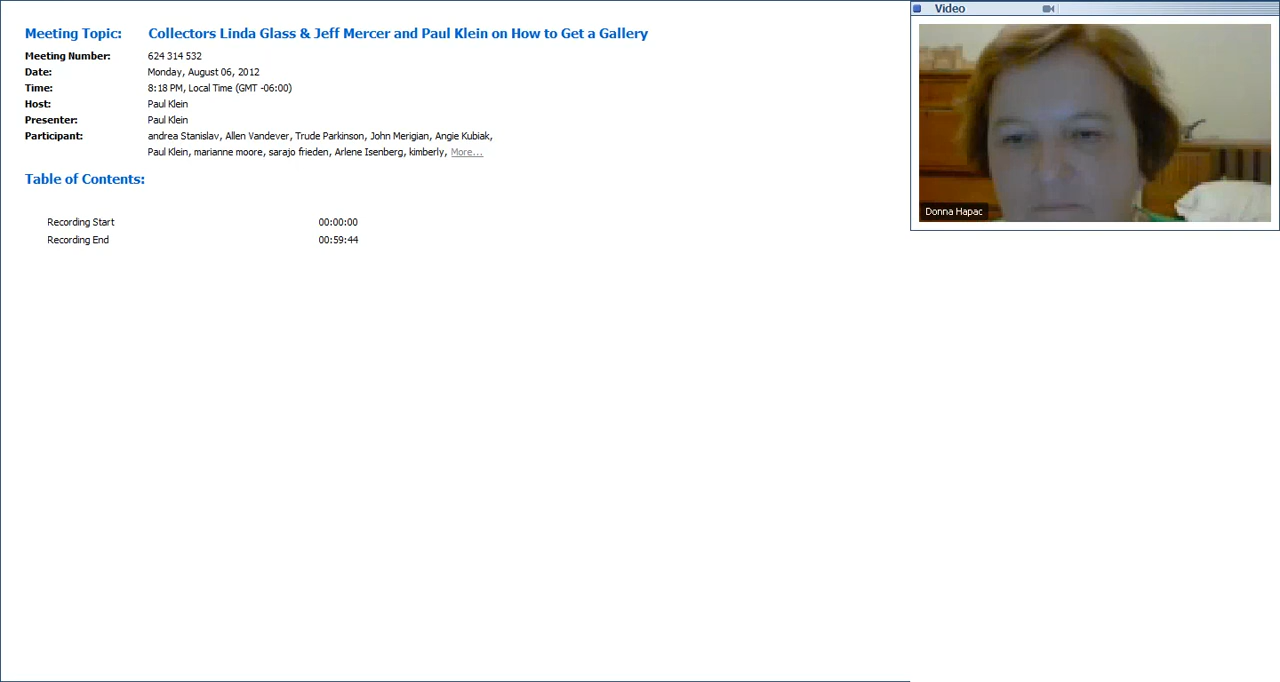 Meeting Topic: Collectors Linda Glass & Jeff Mercer and Paul Klein on How to Get a Gallery
Meeting Number: 624 314 532
Date: Monday, August 06, 2012
Time: 8:18 PM, Local Time (GMT -06:00)
Host: Paul Klein
Presenter: Paul Klein
Participant: andrea Stanislav, Allen Vandever, Trude Parkinson, John Merigian, Angie Kubiak,
Paul Klein, marianne moore, sarajo frieden, Arlene Isenberg, kimberly, More...
Table of Contents:
Recording Start 00:00:00
Recording End 00:59:44
Video
Donna Hapac